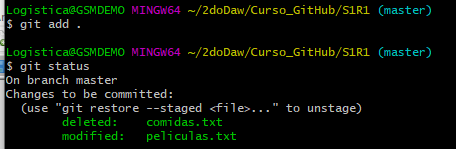 Logistica@GSMDEMO MINGW64 ~/2doDaw/Curso_GitHub/S1R1 (master)
$ git add .
Logistica@GSMDEMO MINGW64 ~/2doDaw/Curso_GitHub/S1R1 (master)
$ git status
On branch master
Changes to be committed:
  (use "git restore --staged <file>..." to unstage)
        deleted:    comidas.txt
        modified:   peliculas.txt